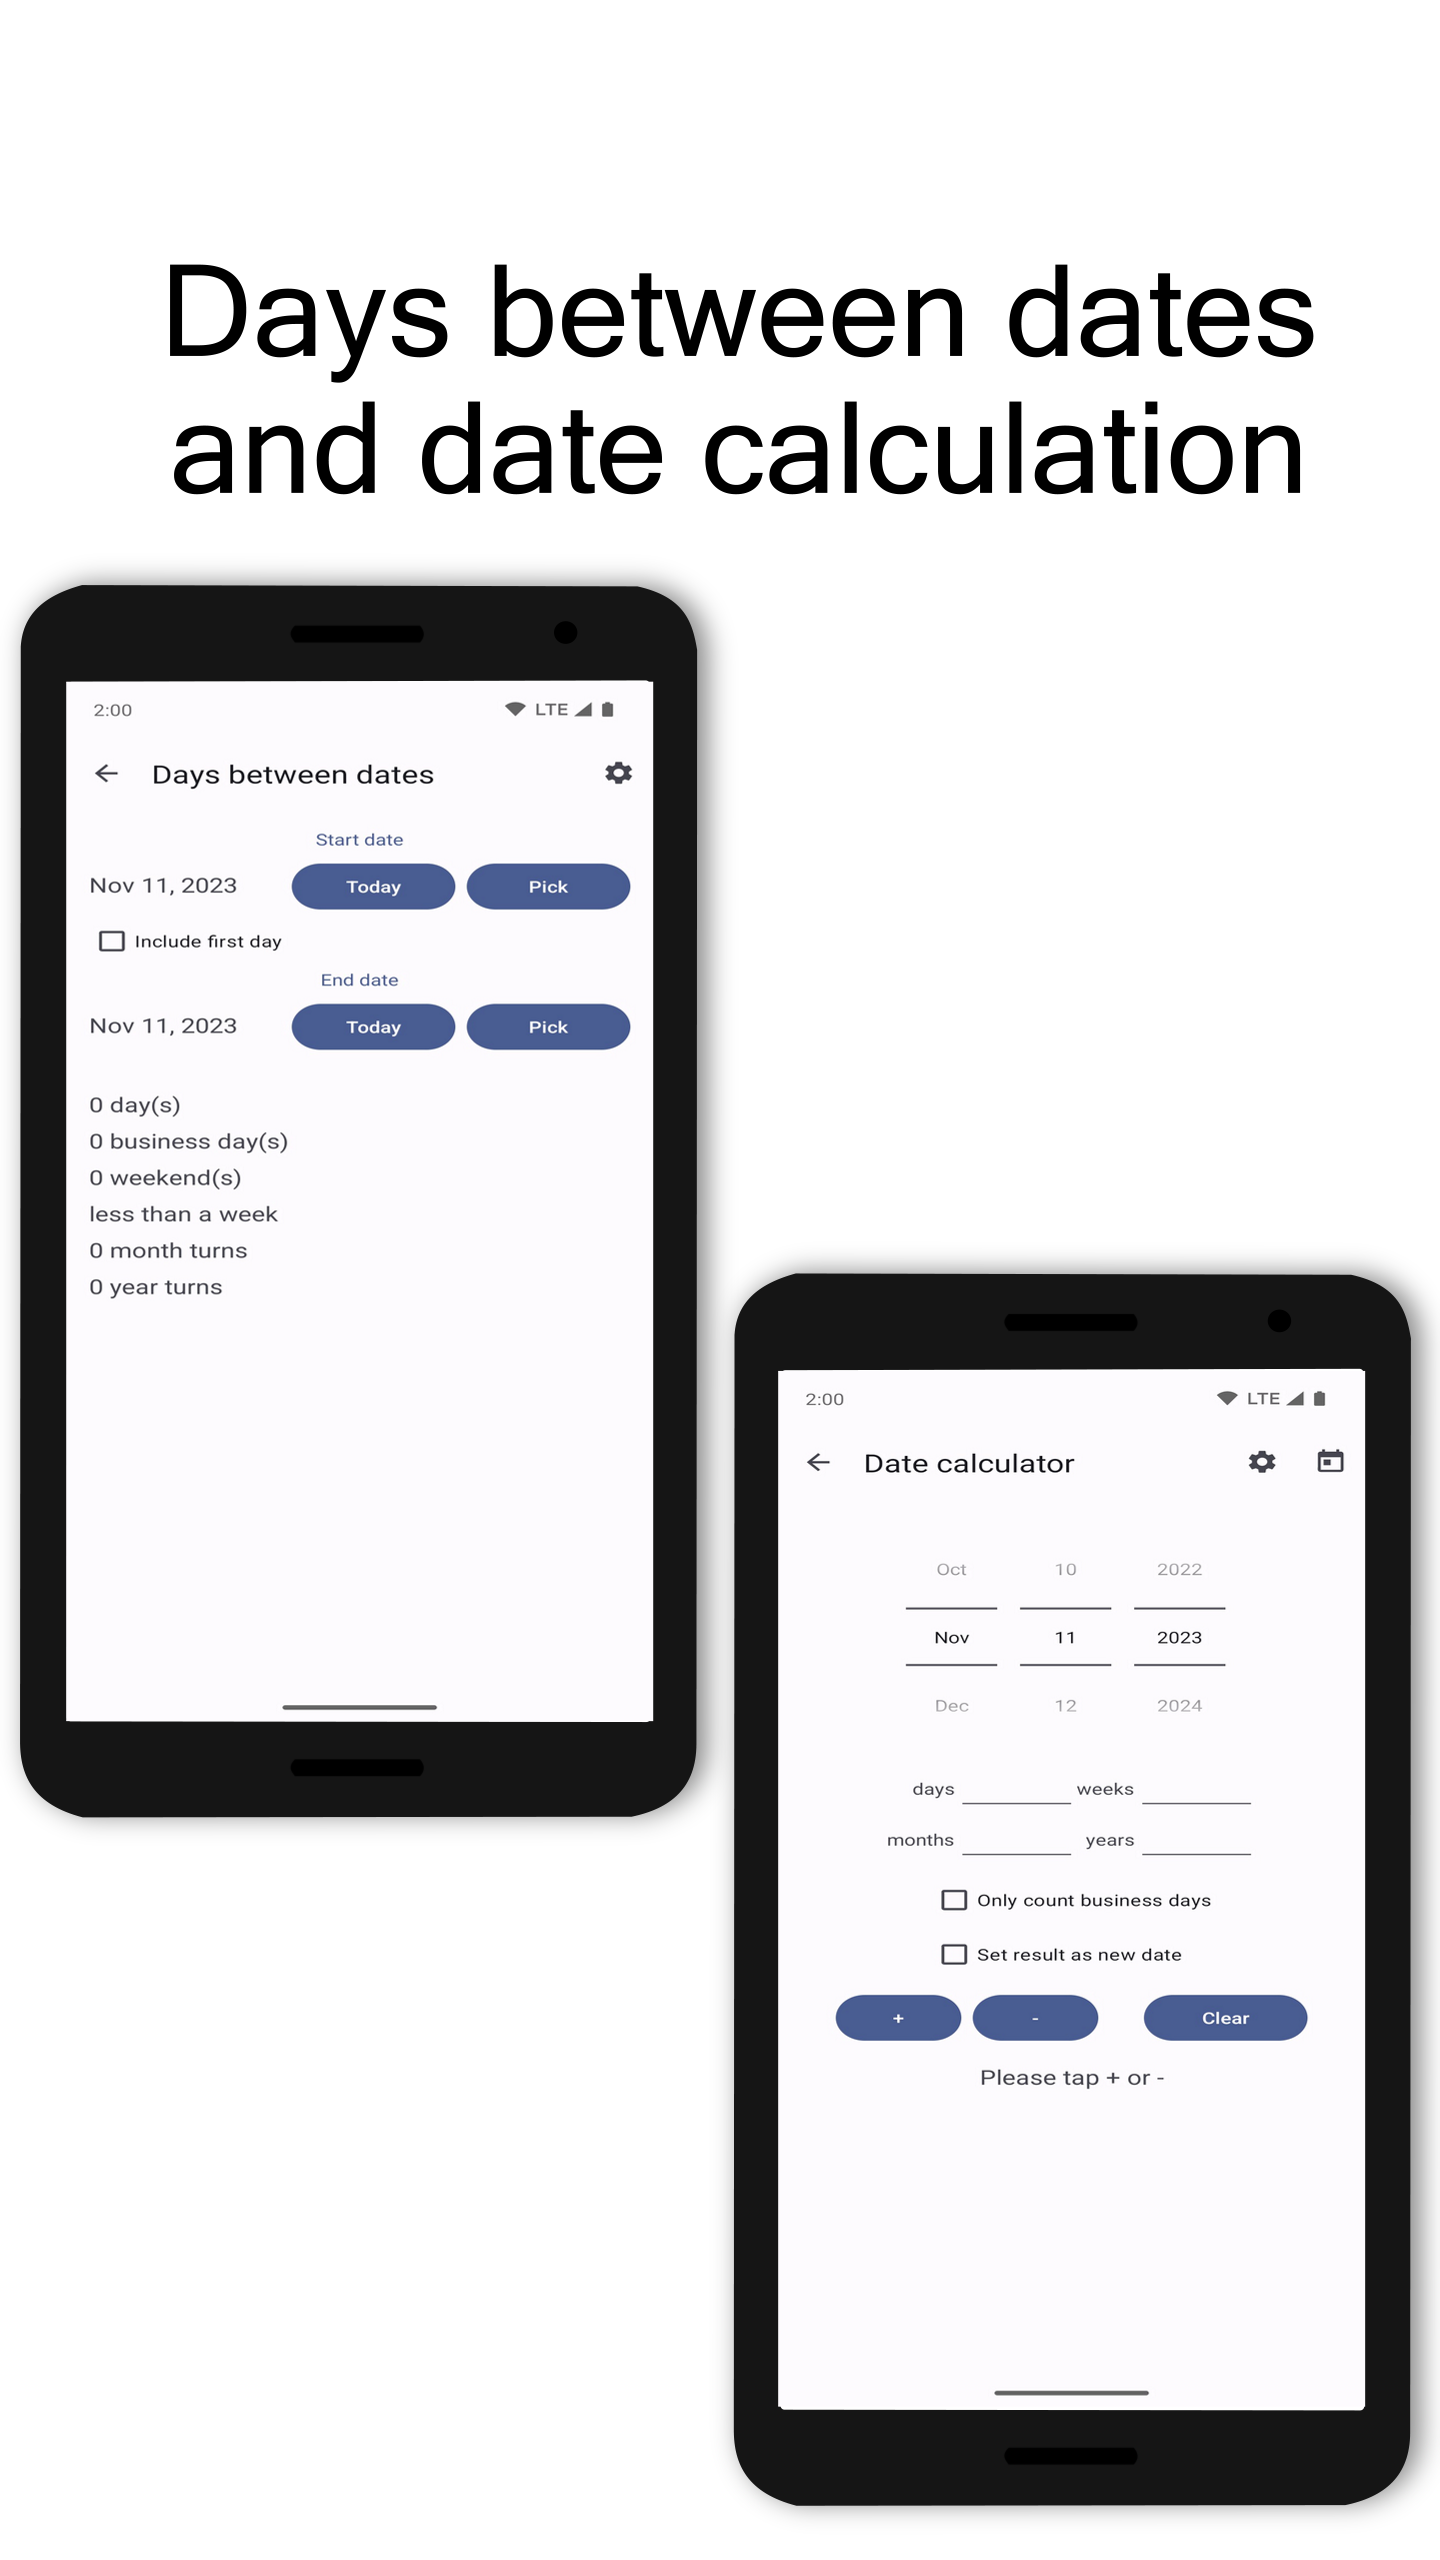 Days between dates
and date calculation
2:00 LTE
Days between dates
Start date
Nov 11, 2023 Today Pick
Include first day
End date
Nov 11, 2023 Today Pick
0 day(s)
0 business day(s)
0 weekend(s)
less than a week
0 month turns
0 year turns
2:00 LTE
Date calculator
Oct 10 2022
Nov 11 2023
Dec 12 2024
days weeks
months years
Only count business days
Set result as new date
+ - Clear
Please tap + or -